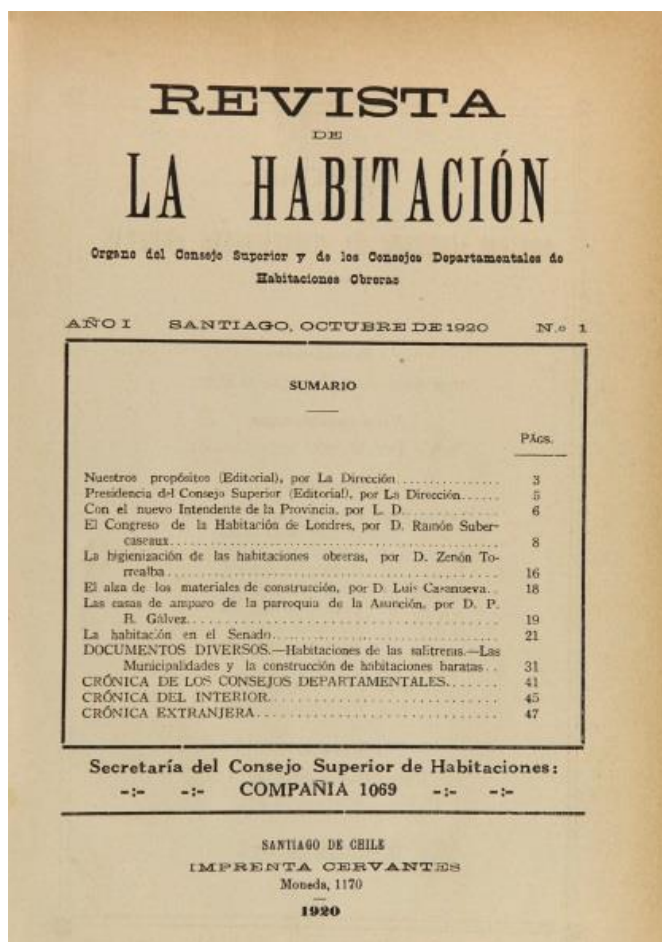 REVISTA
DE
LA HABITACIÓN
Organo del Consejo Superior y de los Consejos Departamentales de
Habitaciones Obreras
AÑO I SANTIAGO, OCTUBRE DE 1920 N.o 1
SUMARIO
PÁGS.
Nuestros propósitos (Editorial), por La Dirección............... 3
Presidencia del Consejo Superior (Editorial), por La Dirección...... 5
Con el nuevo Intendente de la Provincia, por L. D.............. 6
El Congreso de la Habitación de Londres, por D. Ramón Suber-
caseaux.................................................. 8
La higienización de las habitaciones obreras, por D. Zenón To-
rrealba.................................................. 16
El alza de los materiales de construcción, por D. Luis Casanueva.. 18
Las casas de amparo de la parroquia de la Asunción, por D. P.
R. Gálvez............................................... 19
La habitación en el Senado.................................. 21
DOCUMENTOS DIVERSOS.—Habitaciones de las salitreras.—Las
Municipalidades y la construcción de habitaciones baratas.. 31
CRÓNICA DE LOS CONSEJOS DEPARTAMENTALES....... 41
CRÓNICA DEL INTERIOR................................. 45
CRÓNICA EXTRANJERA................................... 47
Secretaría del Consejo Superior de Habitaciones:
-:- -:- COMPAÑIA 1069 -:- -:-
SANTIAGO DE CHILE
IMPRENTA CERVANTES
Moneda, 1170
1920